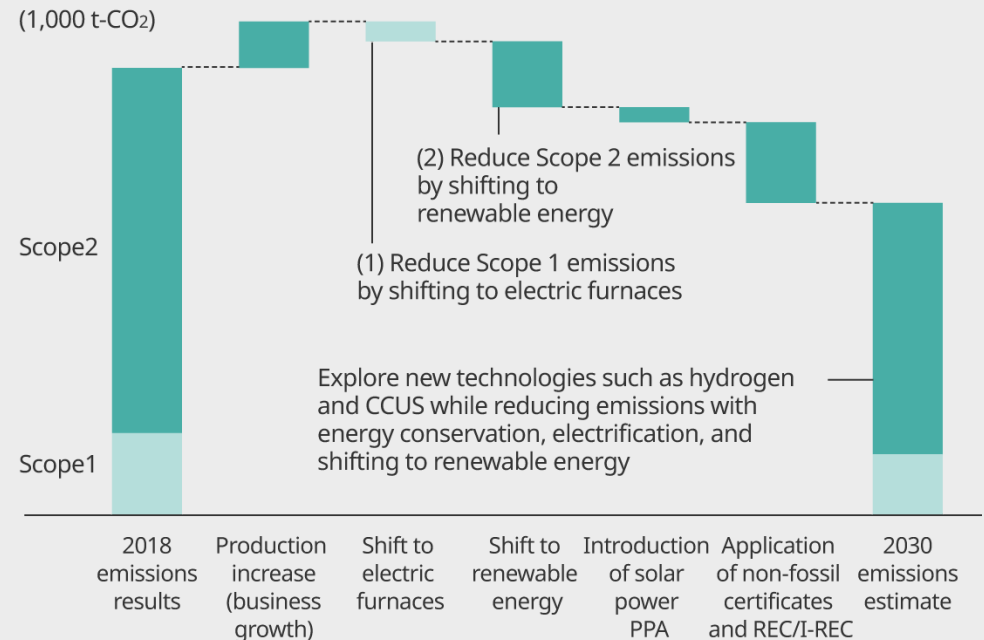 (1,000 t-CO2)
(2) Reduce Scope 2 emissions
by shifting to
renewable energy
Scope2
(1) Reduce Scope 1 emissions
by shifting to electric furnaces
Explore new technologies such as hydrogen
and CCUS while reducing emissions with
energy conservation, electrification, and
shifting to renewable energy
Scope1
2018
emissions
results
Production
increase
(business
growth)
Shift to
electric
furnaces
Shift to
renewable
energy
Introduction
of solar
power
PPA
Application
of non-fossil
certificates
and REC/I-REC
2030
emissions
estimate